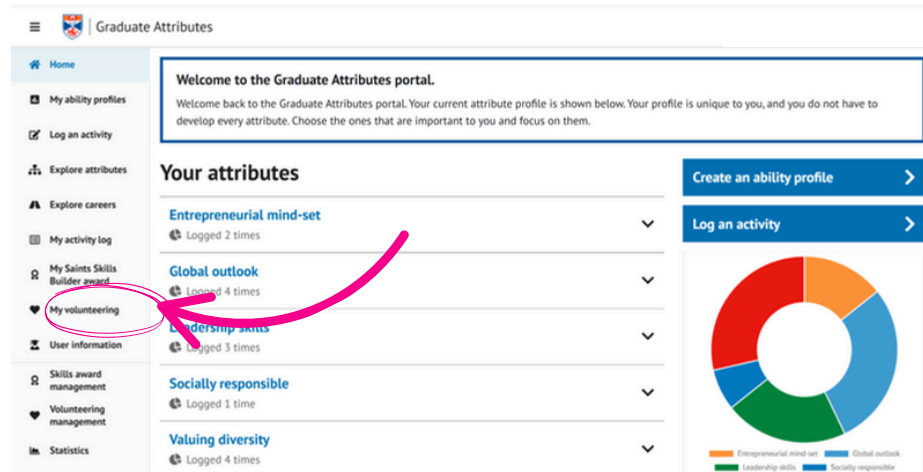 Graduate Attributes
Home
My ability profiles
Log an activity
Explore attributes
Explore careers
My activity log
My Saints Skills
Builder award
My volunteering
User information
Skills award
management
Volunteering
management
Statistics
Welcome to the Graduate Attributes portal.
Welcome back to the Graduate Attributes portal. Your current attribute profile is shown below. Your profile is unique to you, and you do not have to
develop every attribute. Choose the ones that are important to you and focus on them.
Your attributes
Entrepreneurial mind-set
Logged 2 times
Global outlook
Logged 4 times
Leadership skills
Logged 3 times
Socially responsible
Logged 1 time
Valuing diversity
Logged 4 times
Create an ability profile
Log an activity
Entrepreneurial mind-set
Global outlook
Leadership skills
Socially responsible